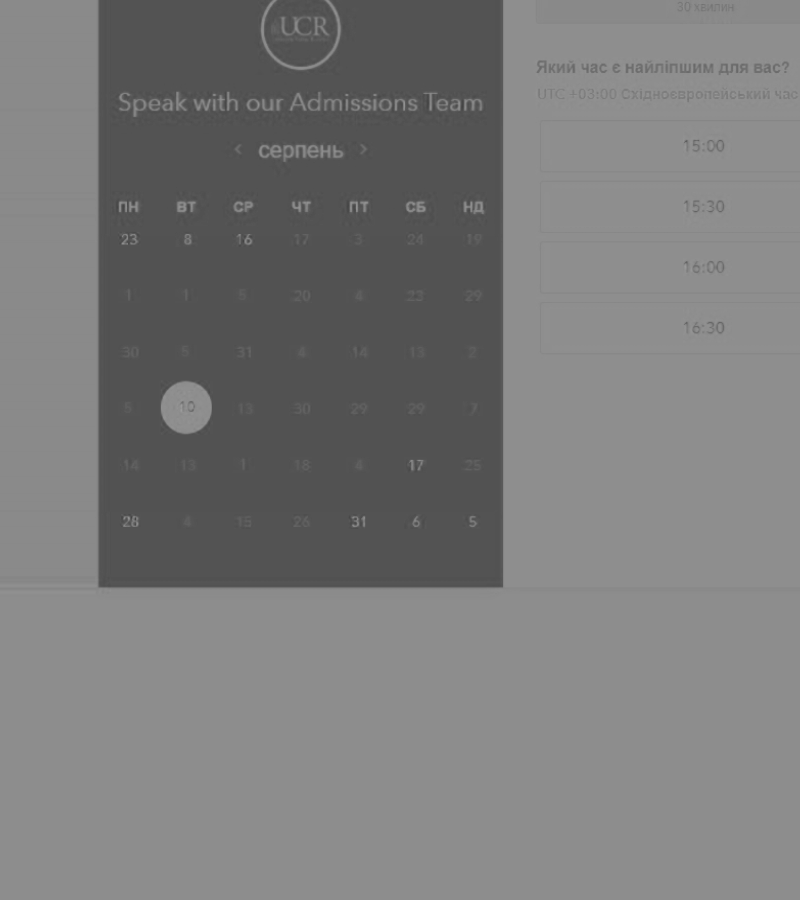 UCR
Speak with our Admissions Team
‹ серпень ›
ПН ВТ СР ЧТ ПТ СБ НД
23 8 16 17 3 24 19
1 1 5 20 4 23 29
30 5 31 4 14 13 2
5 10 13 30 29 29 7
14 13 1 18 6 17 25
28 4 15 26 31 6 5
30 хвилин
Який час є найліпшим для вас?
UTC +03:00 Східноєвропейський час
15:00
15:30
16:00
16:30